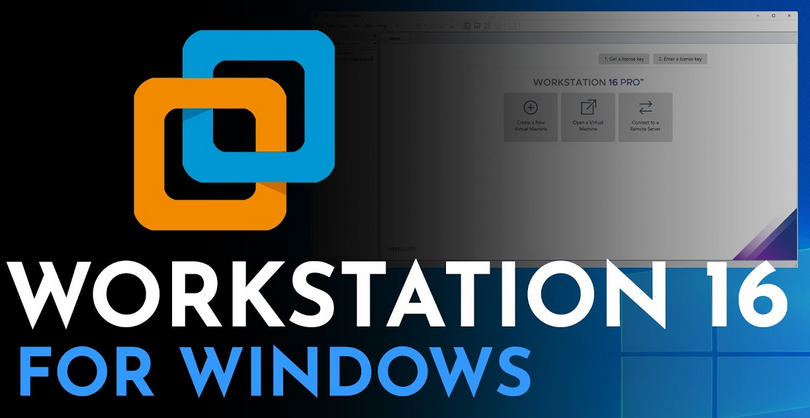 1. Get a license key 2. Enter a license key
WORKSTATION 16 PRO™
Create a New Open a Virtual Connect to a
Virtual Machine Machine Remote Server
WORKSTATION 16
FOR WINDOWS